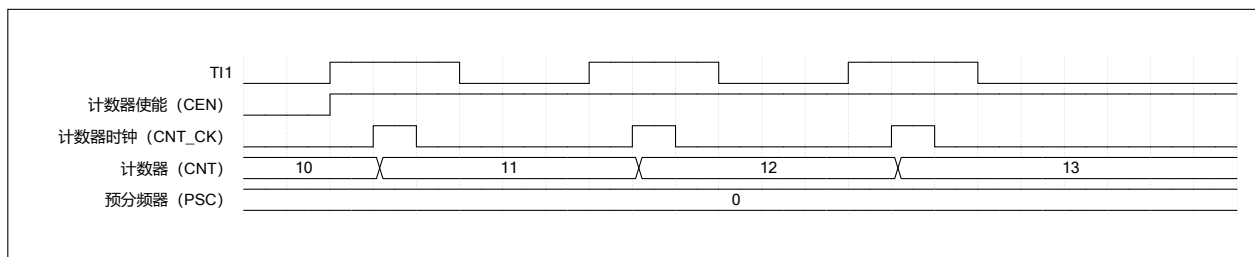 TI1
计数器使能（CEN）
计数器时钟（CNT_CK）
计数器（CNT） 10 11 12 13
预分频器（PSC） 0